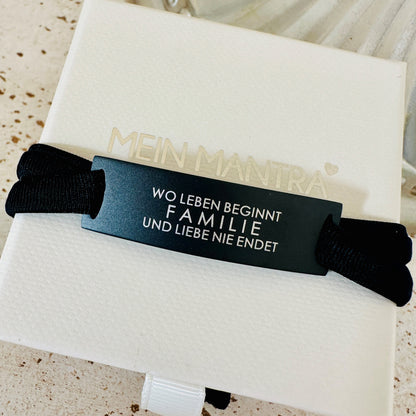 MEIN MANTRA
WO LEBEN BEGINNT
FAMILIE
UND LIEBE NIE ENDET